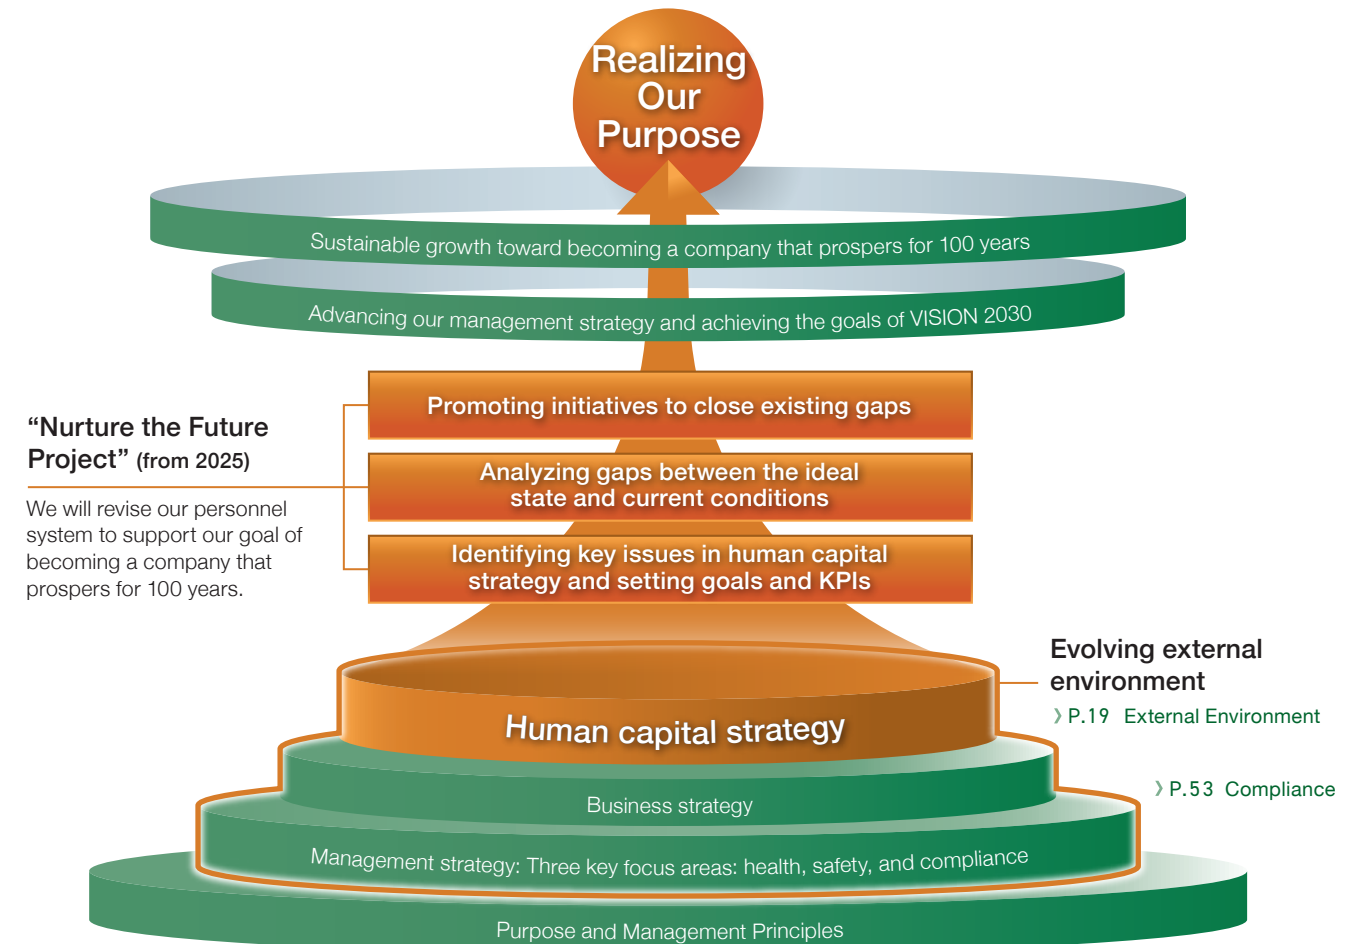 Realizing
Our
Purpose
Sustainable growth toward becoming a company that prospers for 100 years
Advancing our management strategy and achieving the goals of VISION 2030
Promoting initiatives to close existing gaps
“Nurture the Future
Project” (from 2025)
We will revise our personnel
system to support our goal of
becoming a company that
prospers for 100 years.
Analyzing gaps between the ideal
state and current conditions
Identifying key issues in human capital
strategy and setting goals and KPIs
Evolving external
environment
》P.19 External Environment
Human capital strategy
》P.53 Compliance
Business strategy
Management strategy: Three key focus areas: health, safety, and compliance
Purpose and Management Principles